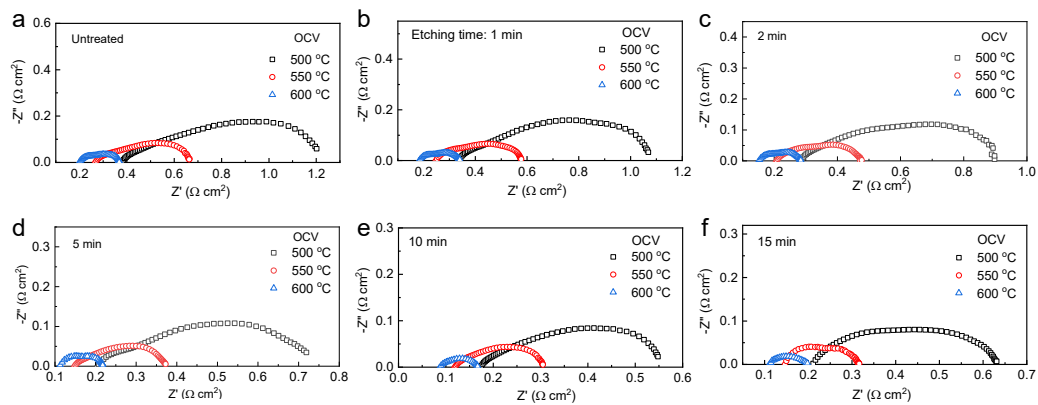 a
Untreated
OCV
500 °C
550 °C
600 °C
-Z'' (Ω cm2)
0.6
0.4
0.2
0.0
0.2 0.4 0.6 0.8 1.0 1.2
Z' (Ω cm2)
b
Etching time: 1 min
OCV
500 °C
550 °C
600 °C
-Z'' (Ω cm2)
0.4
0.2
0.0
0.2 0.4 0.6 0.8 1.0 1.2
Z' (Ω cm2)
c
2 min
OCV
500 °C
550 °C
600 °C
-Z'' (Ω cm2)
0.4
0.2
0.0
0.2 0.4 0.6 0.8 1.0
Z' (Ω cm2)
d
5 min
OCV
500 °C
550 °C
600 °C
-Z'' (Ω cm2)
0.3
0.2
0.1
0.0
0.1 0.2 0.3 0.4 0.5 0.6 0.7 0.8
Z' (Ω cm2)
e
10 min
OCV
500 °C
550 °C
600 °C
-Z'' (Ω cm2)
0.3
0.2
0.1
0.0
0.0 0.1 0.2 0.3 0.4 0.5 0.6
Z' (Ω cm2)
f
15 min
OCV
500 °C
550 °C
600 °C
-Z'' (Ω cm2)
0.3
0.2
0.1
0.0
0.1 0.2 0.3 0.4 0.5 0.6 0.7
Z' (Ω cm2)